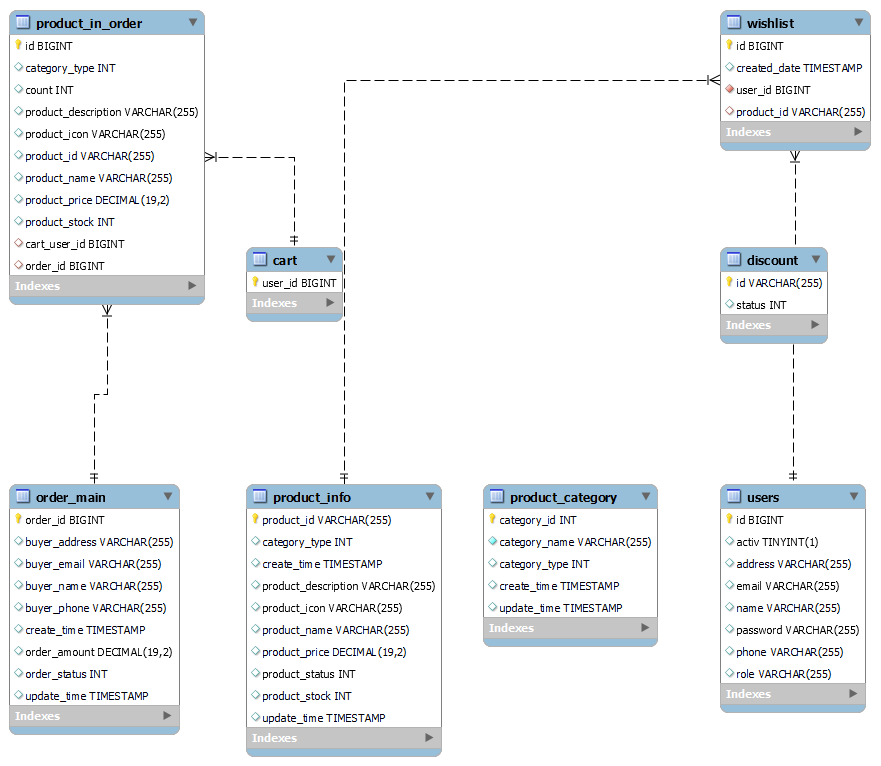 product_in_order
id BIGINT
category_type INT
count INT
product_description VARCHAR(255)
product_icon VARCHAR(255)
product_id VARCHAR(255)
product_name VARCHAR(255)
product_price DECIMAL(19,2)
product_stock INT
cart_user_id BIGINT
order_id BIGINT
Indexes
wishlist
id BIGINT
created_date TIMESTAMP
user_id BIGINT
product_id VARCHAR(255)
Indexes
cart
user_id BIGINT
Indexes
discount
id VARCHAR(255)
status INT
Indexes
order_main
order_id BIGINT
buyer_address VARCHAR(255)
buyer_email VARCHAR(255)
buyer_name VARCHAR(255)
buyer_phone VARCHAR(255)
create_time TIMESTAMP
order_amount DECIMAL(19,2)
order_status INT
update_time TIMESTAMP
Indexes
product_info
product_id VARCHAR(255)
category_type INT
create_time TIMESTAMP
product_description VARCHAR(255)
product_icon VARCHAR(255)
product_name VARCHAR(255)
product_price DECIMAL(19,2)
product_status INT
product_stock INT
update_time TIMESTAMP
Indexes
product_category
category_id INT
category_name VARCHAR(255)
category_type INT
create_time TIMESTAMP
update_time TIMESTAMP
Indexes
users
id BIGINT
activ TINYINT(1)
address VARCHAR(255)
email VARCHAR(255)
name VARCHAR(255)
password VARCHAR(255)
phone VARCHAR(255)
role VARCHAR(255)
Indexes